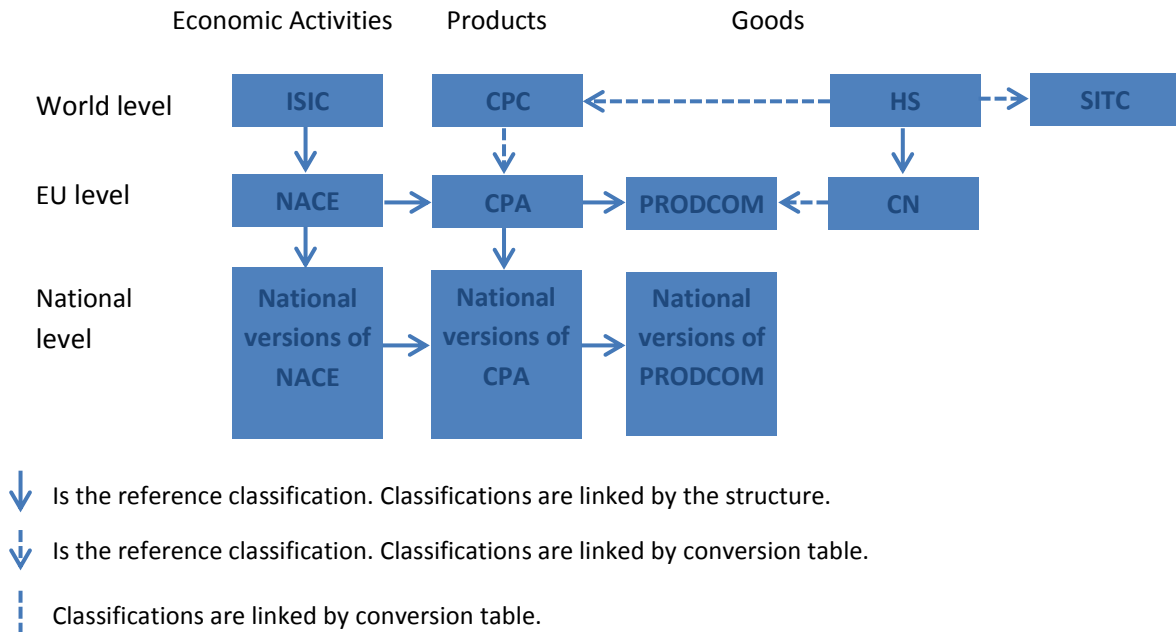 Economic Activities Products Goods
World level ISIC CPC HS SITC
EU level NACE CPA PRODCOM CN
National
level
National
versions of
NACE
National
versions of
CPA
National
versions of
PRODCOM
Is the reference classification. Classifications are linked by the structure.
Is the reference classification. Classifications are linked by conversion table.
Classifications are linked by conversion table.